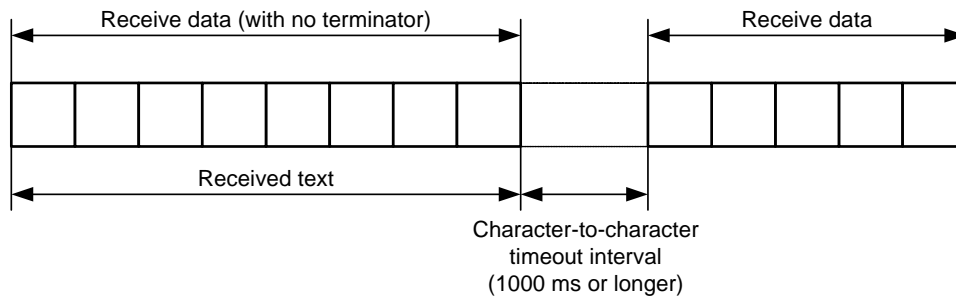 Receive data (with no terminator)
Receive data
Received text
Character-to-character
timeout interval
(1000 ms or longer)